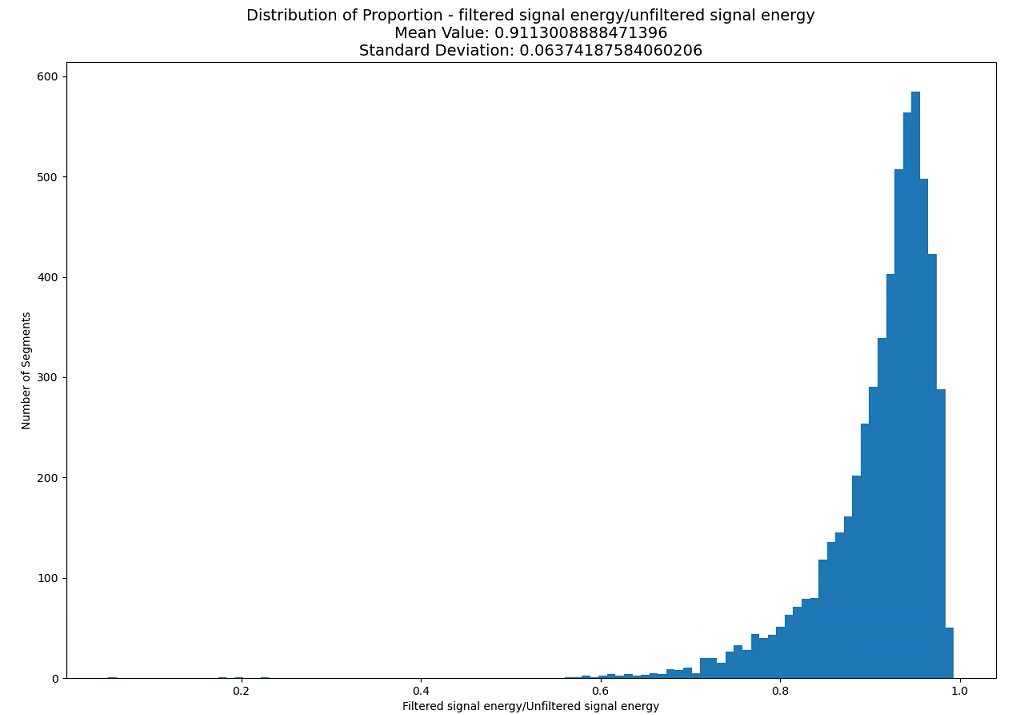 Distribution of Proportion - filtered signal energy/unfiltered signal energy
Mean Value: 0.9113008888471396
Standard Deviation: 0.06374187584060206
600
500
400
300
200
100
0
Number of Segments
0.2 0.4 0.6 0.8 1.0
Filtered signal energy/Unfiltered signal energy